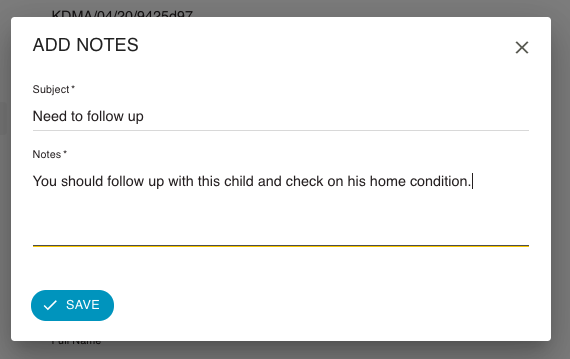 KDMA/04/20/9425d97
ADD NOTES
Subject *
Need to follow up
Notes *
You should follow up with this child and check on his home condition.
SAVE
Full Name